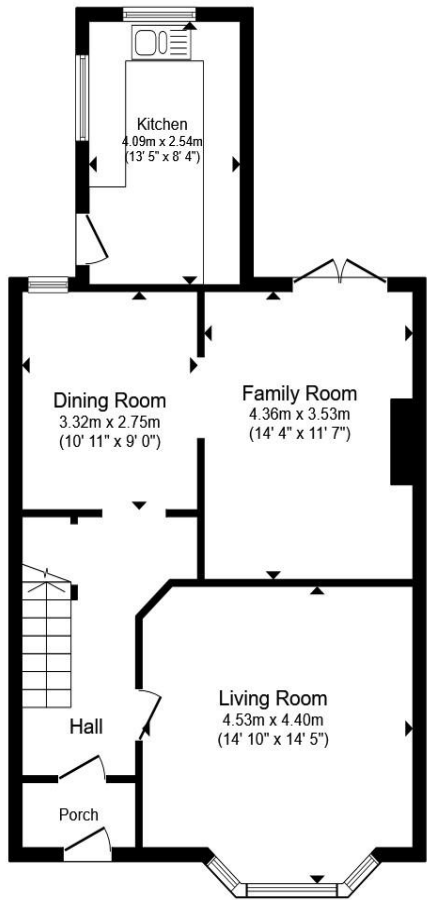 Kitchen
4.09m x 2.54m
(13' 5" x 8' 4")
Dining Room
3.32m x 2.75m
(10' 11" x 9' 0")
Family Room
4.36m x 3.53m
(14' 4" x 11' 7")
Living Room
4.53m x 4.40m
(14' 10" x 14' 5")
Hall
Porch